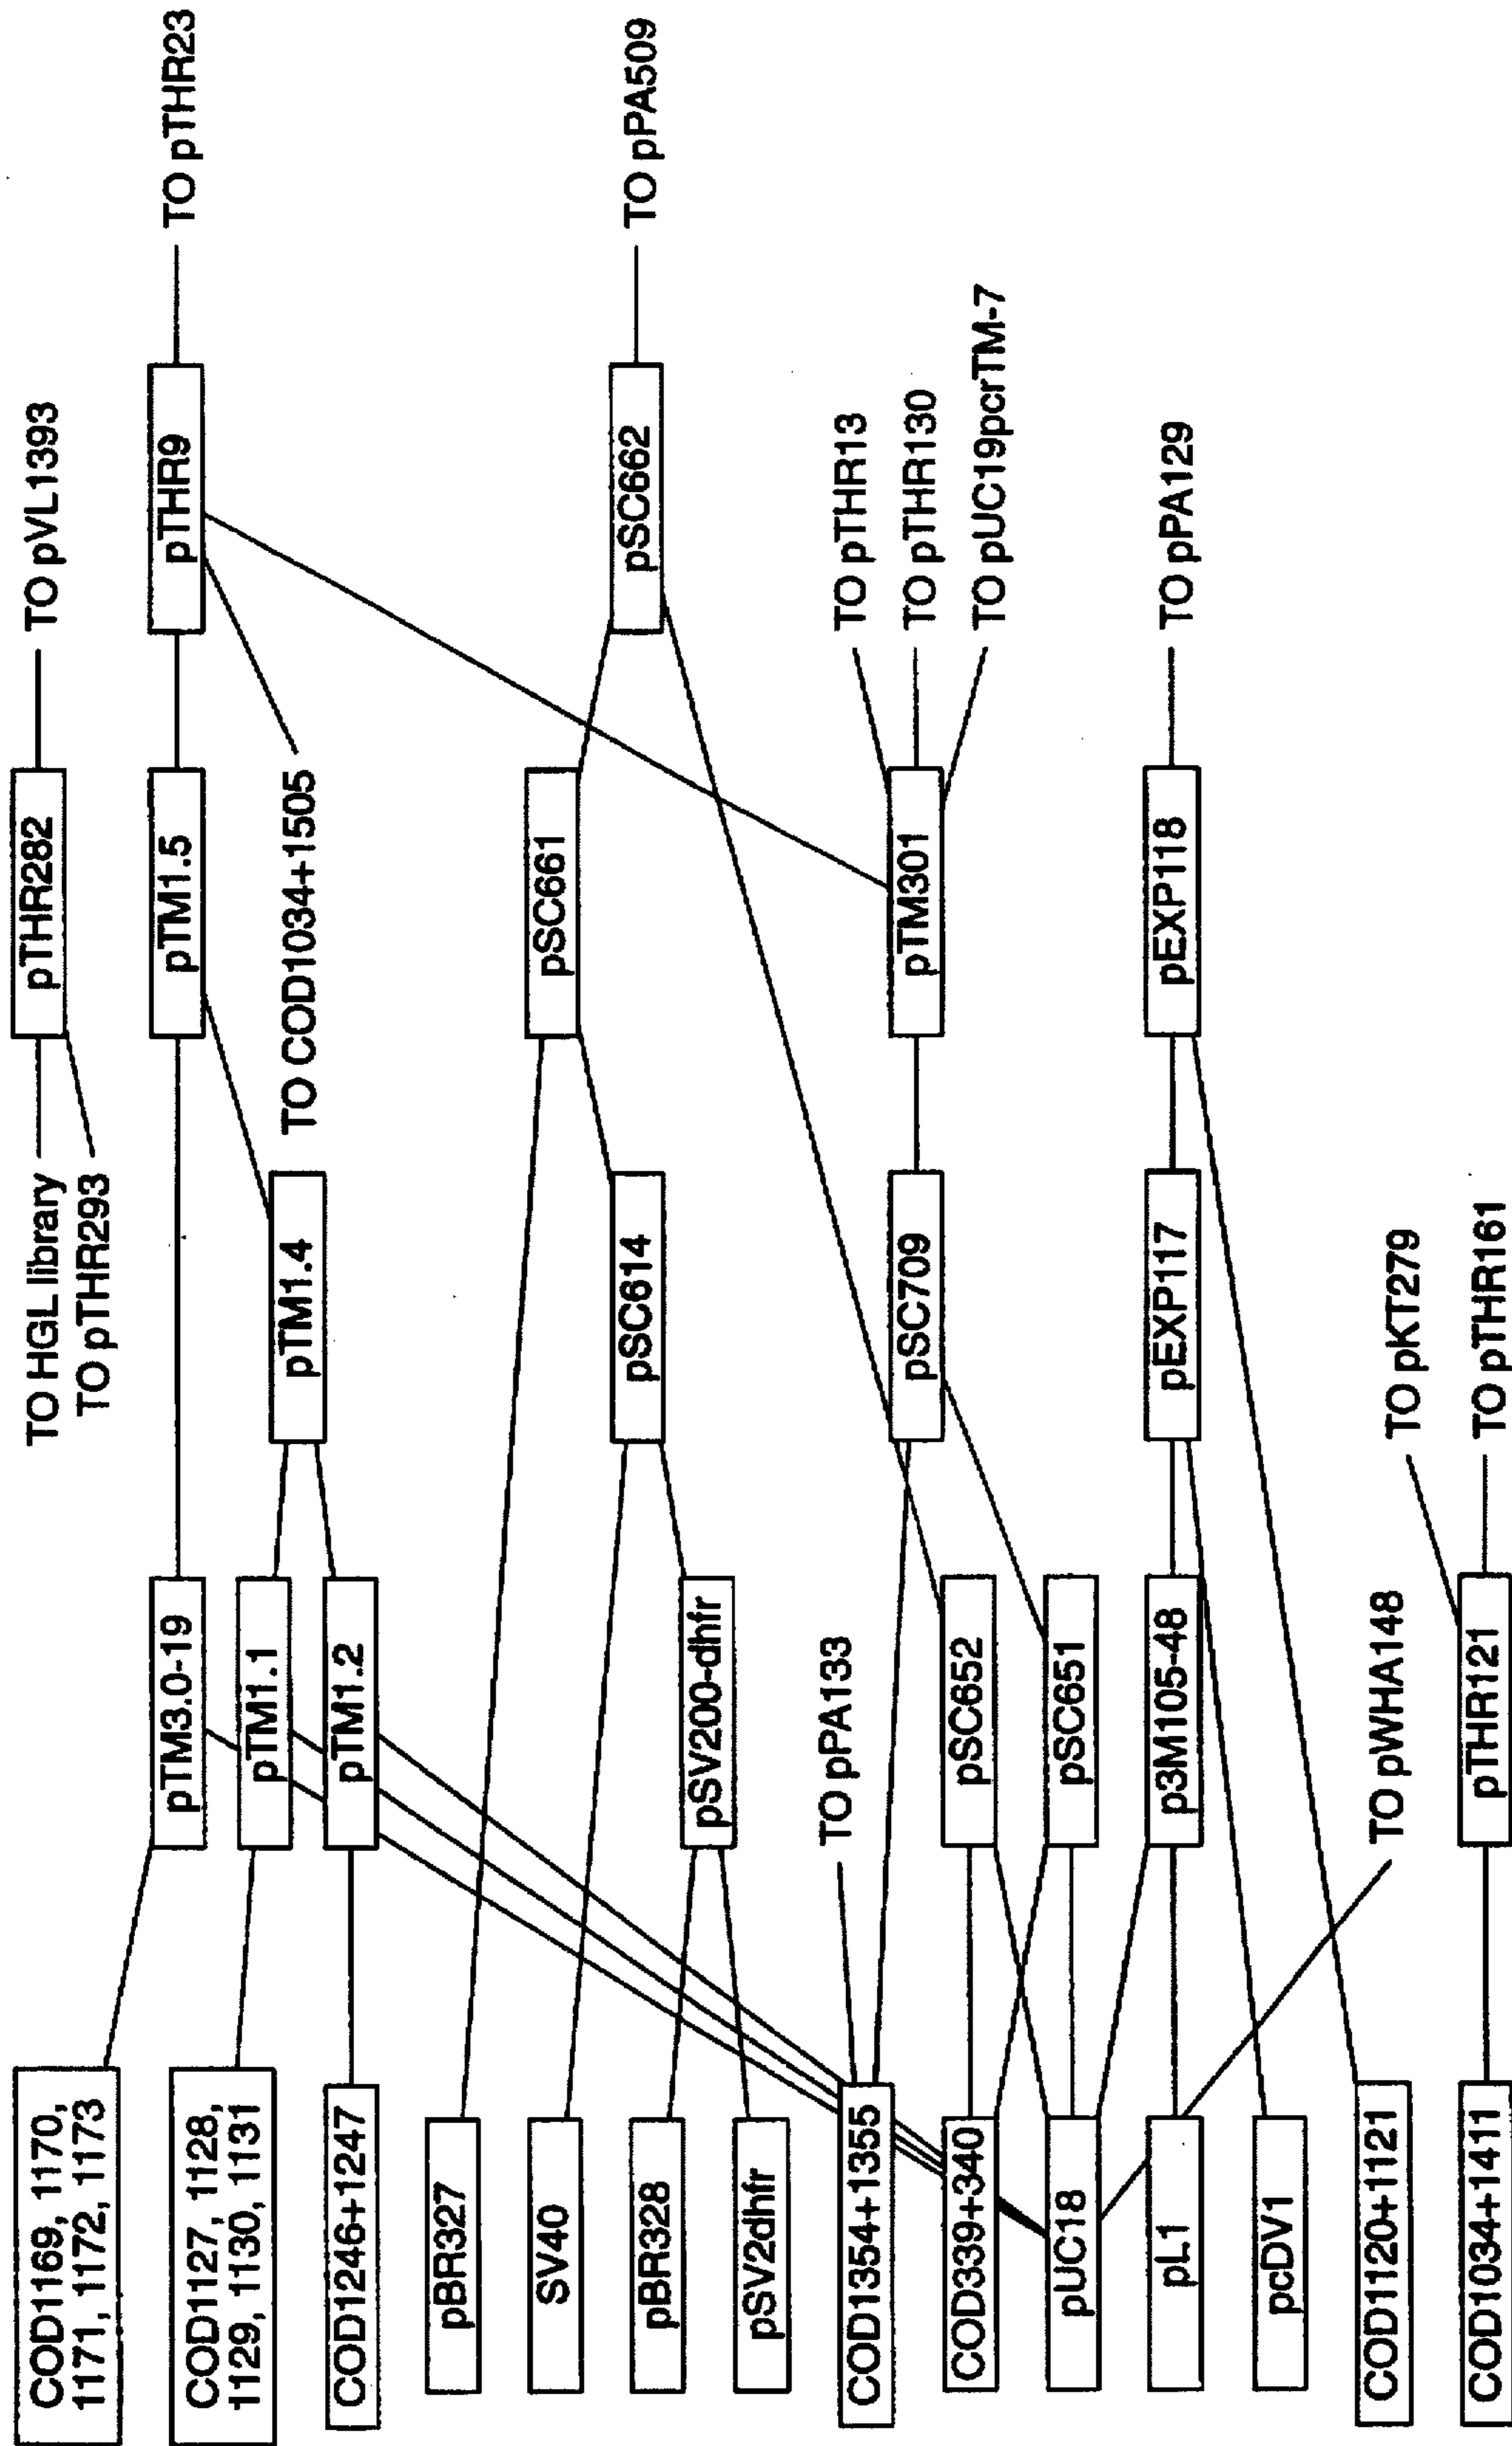 COD1169, 1170,
1171, 1172, 1173
COD1127, 1128,
1129, 1130, 1131
COD1246+1247
pBR327
SV40
pBR328
pSV2dhfr
COD1354+1355
COD339+340
pUC18
pL1
pcDV1
COD1120+1121
COD1034+1411
pTM3.0-19
pTM1.1
pTM1.2
pSV200-dhfr
TO pPA133
pSC652
pSC651
p3M105-48
TO pWHA148
pTHR121
TO HGL library
TO pTHR293
pTM1.4
pSC614
pSC709
pEXP117
TO pKT279
TO pTHR161
pTHR282
pTM1.5
TO COD1034+1505
pSC661
pTM301
pEXP118
TO pVL1393
pTHR9
pSC662
TO pTHR13
TO pTHR130
TO pUC19pcrTM-7
TO pPA129
TO pTHR23
TO pPA509